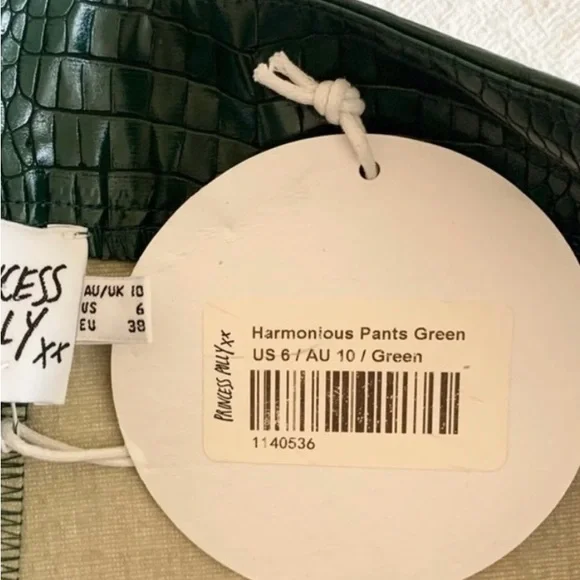 CESS
LY xx
AU/UK 10
US 6
EU 38
PRINCESS POLLY xx
Harmonious Pants Green
US 6 / AU 10 / Green
1140536